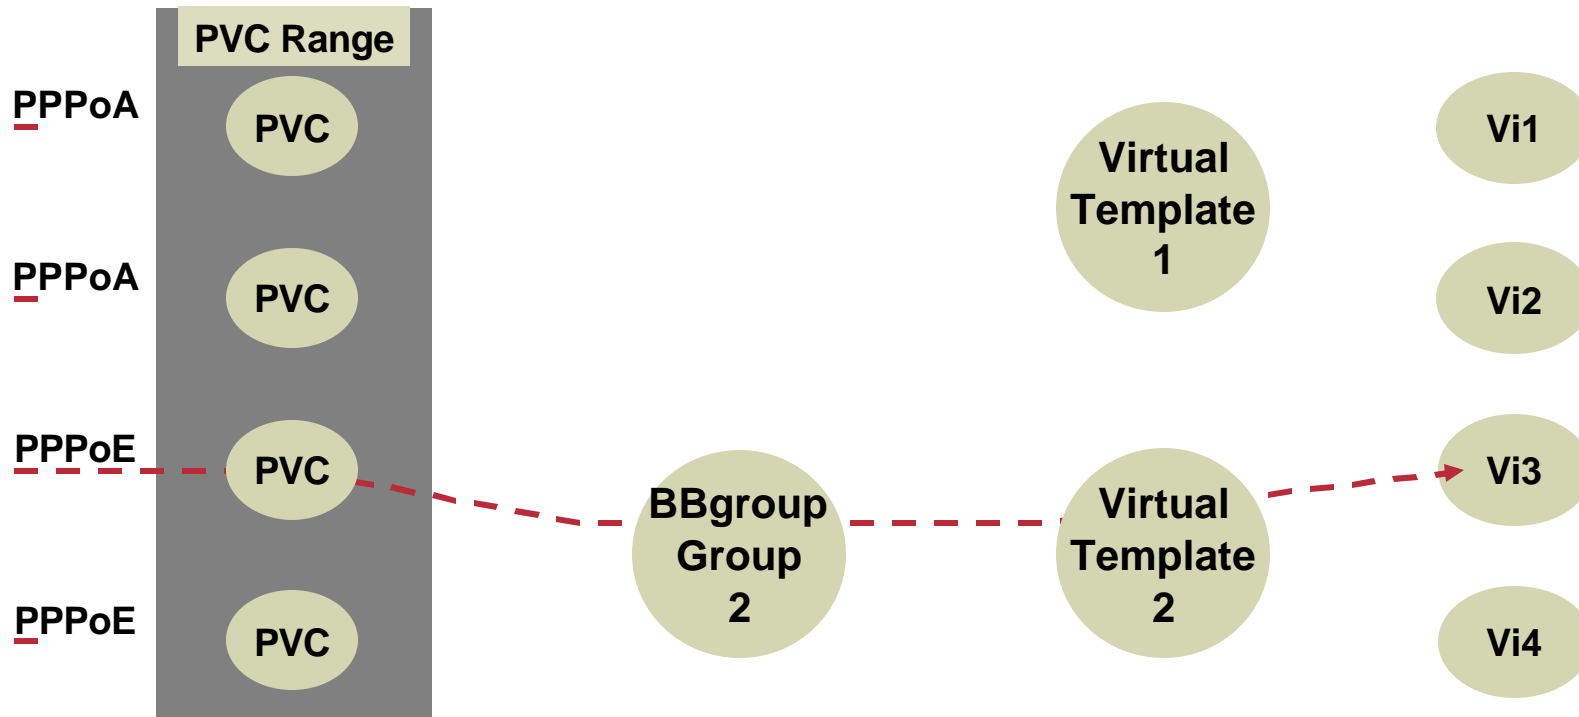 PVC Range
PPPoA
PVC
Virtual
Template
1
Vi1
PPPoA
PVC
Vi2
PPPoE
PVC
BBgroup
Group
2
Virtual
Template
2
Vi3
PPPoE
PVC
Vi4